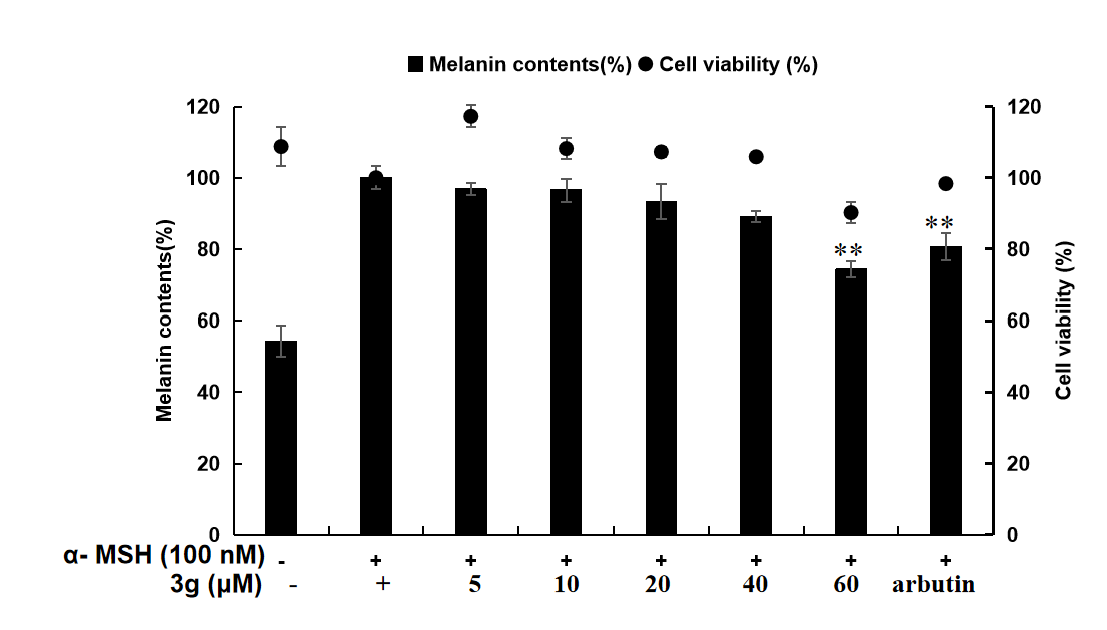 Melanin contents(%) Cell viability (%)
120 120
100 100
** **
80 80
60 60
40 40
20 20
0 0
Melanin contents(%)
Cell viability (%)
α- MSH (100 nM) - + + + + + + +
3g (μM) - + 5 10 20 40 60 arbutin